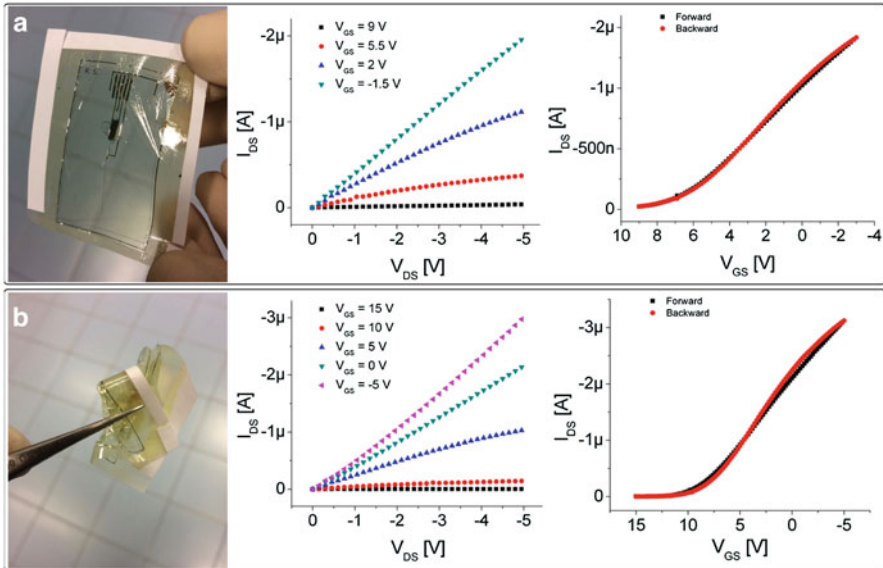 a
V_GS = 9 V
V_GS = 5.5 V
V_GS = 2 V
V_GS = -1.5 V
-2µ
-1µ
0
I_DS [A]
0 -1 -2 -3 -4 -5
V_DS [V]
Forward
Backward
-2µ
-1µ
-500n
0
I_DS [A]
10 8 6 4 2 0 -2 -4
V_GS [V]
b
V_GS = 15 V
V_GS = 10 V
V_GS = 5 V
V_GS = 0 V
V_GS = -5 V
-3µ
-2µ
-1µ
0
I_DS [A]
0 -1 -2 -3 -4 -5
V_DS [V]
Forward
Backward
-3µ
-2µ
-1µ
0
I_DS [A]
15 10 5 0 -5
V_GS [V]